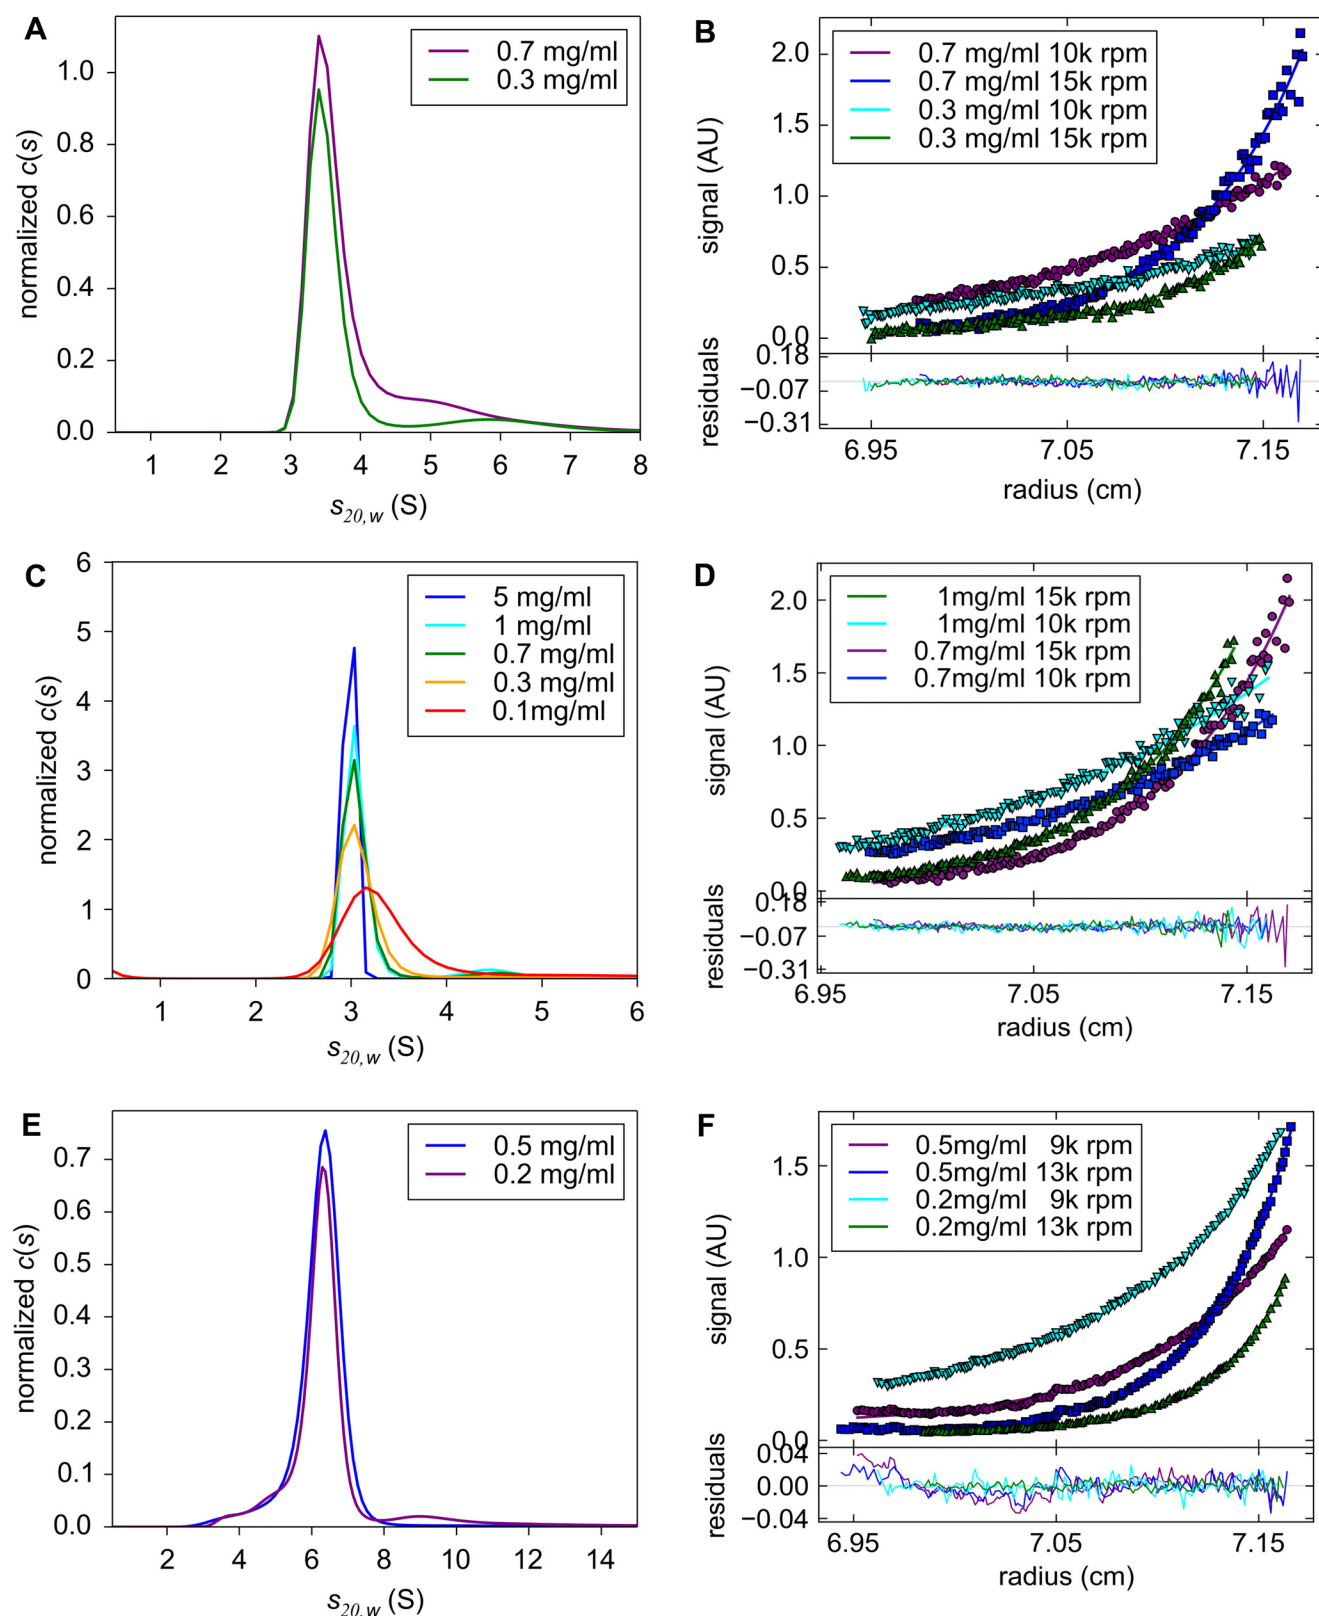 A
0.7 mg/ml
0.3 mg/ml
normalized c(s)
1.0
0.8
0.6
0.4
0.2
0.0
1 2 3 4 5 6 7 8
s20,w (S)
B
0.7 mg/ml 10k rpm
0.7 mg/ml 15k rpm
0.3 mg/ml 10k rpm
0.3 mg/ml 15k rpm
signal (AU)
2.0
1.5
1.0
0.5
0.0
residuals
0.18
−0.07
−0.31
6.95 7.05 7.15
radius (cm)
C
5 mg/ml
1 mg/ml
0.7 mg/ml
0.3 mg/ml
0.1mg/ml
normalized c(s)
6
5
4
3
2
1
0
1 2 3 4 5 6
s20,w (S)
D
1mg/ml 15k rpm
1mg/ml 10k rpm
0.7mg/ml 15k rpm
0.7mg/ml 10k rpm
signal (AU)
2.0
1.5
1.0
0.5
0.0
residuals
0.18
−0.07
−0.31
6.95 7.05 7.15
radius (cm)
E
0.5 mg/ml
0.2 mg/ml
normalized c(s)
0.7
0.6
0.5
0.4
0.3
0.2
0.1
0.0
2 4 6 8 10 12 14
s20,w (S)
F
0.5mg/ml 9k rpm
0.5mg/ml 13k rpm
0.2mg/ml 9k rpm
0.2mg/ml 13k rpm
signal (AU)
1.5
1.0
0.5
0.0
residuals
0.04
0.00
−0.04
6.95 7.05 7.15
radius (cm)